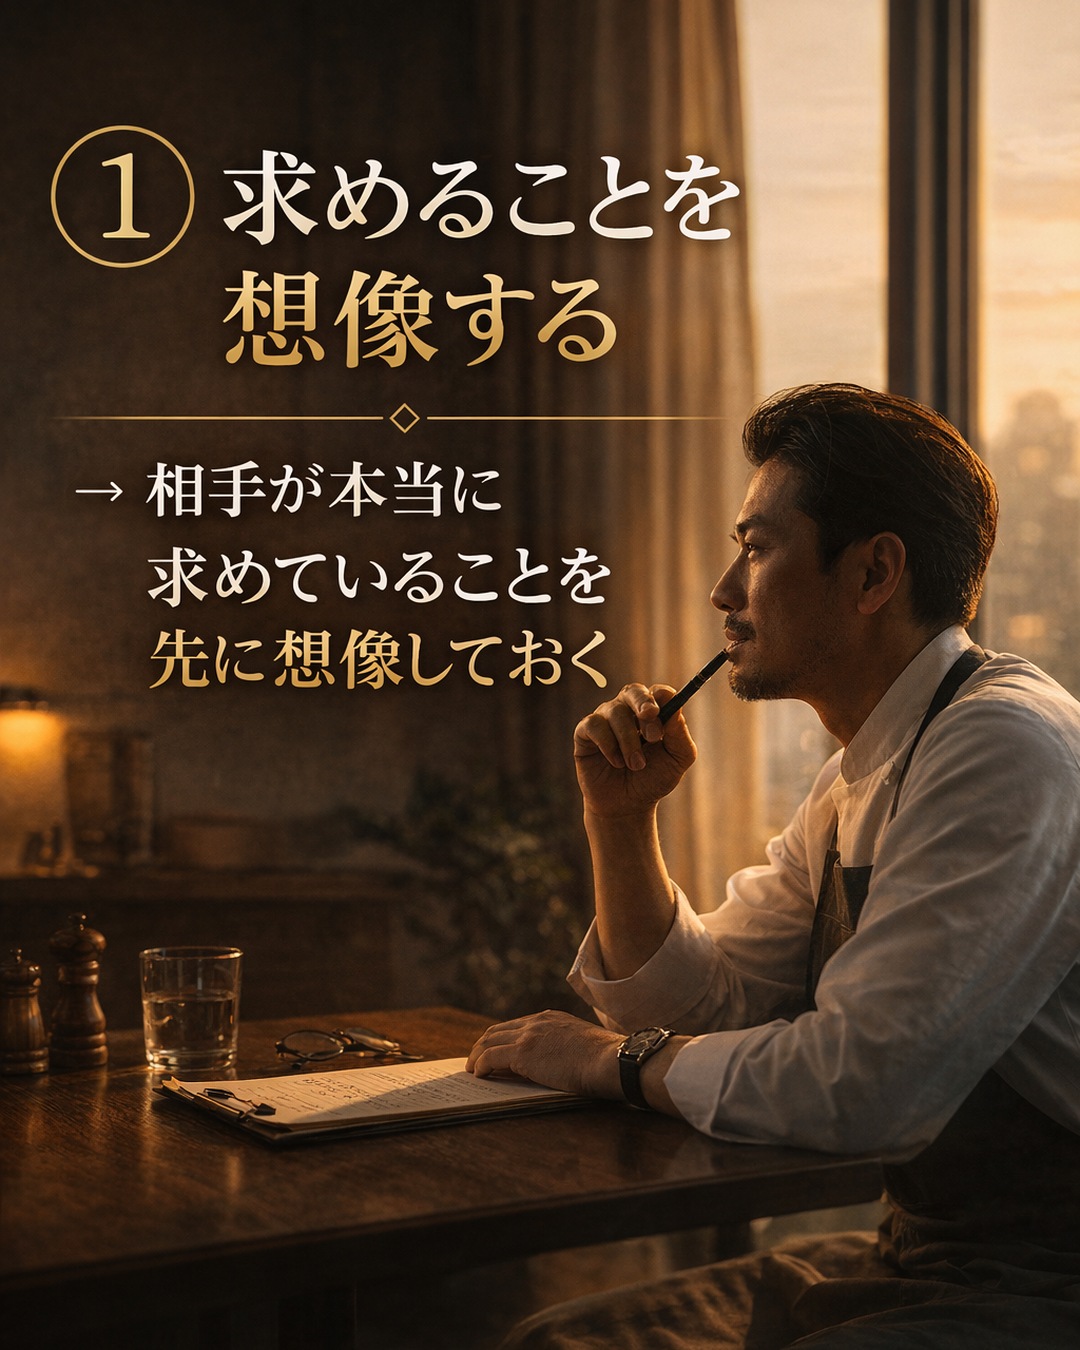 ① 求めることを
想像する
→ 相手が本当に
求めていることを
先に想像しておく